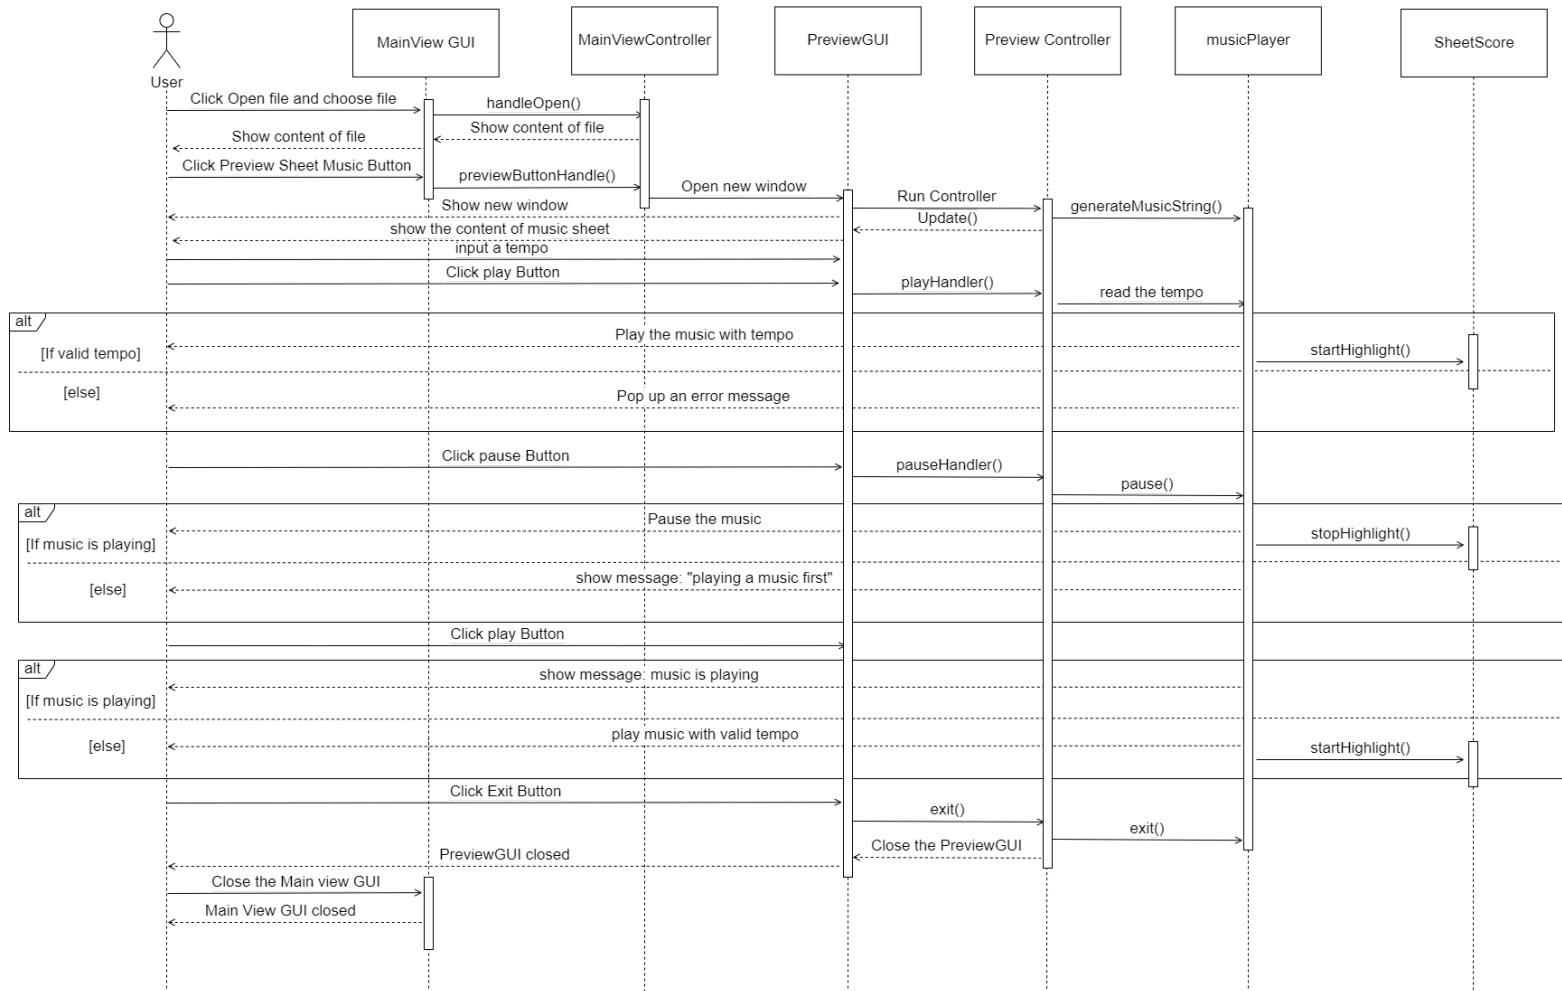 User
MainView GUI
MainViewController
PreviewGUI
Preview Controller
musicPlayer
SheetScore
Click Open file and choose file
handleOpen()
Show content of file
Show content of file
Click Preview Sheet Music Button
previewButtonHandle()
Open new window
Run Controller
generateMusicString()
Show new window
Update()
show the content of music sheet
input a tempo
Click play Button
playHandler()
read the tempo
alt
Play the music with tempo
[If valid tempo]
startHighlight()
[else]
Pop up an error message
Click pause Button
pauseHandler()
pause()
alt
Pause the music
[If music is playing]
stopHighlight()
[else]
show message: "playing a music first"
Click play Button
alt
show message: music is playing
[If music is playing]
[else]
play music with valid tempo
startHighlight()
Click Exit Button
exit()
exit()
Close the PreviewGUI
PreviewGUI closed
Close the Main view GUI
Main View GUI closed